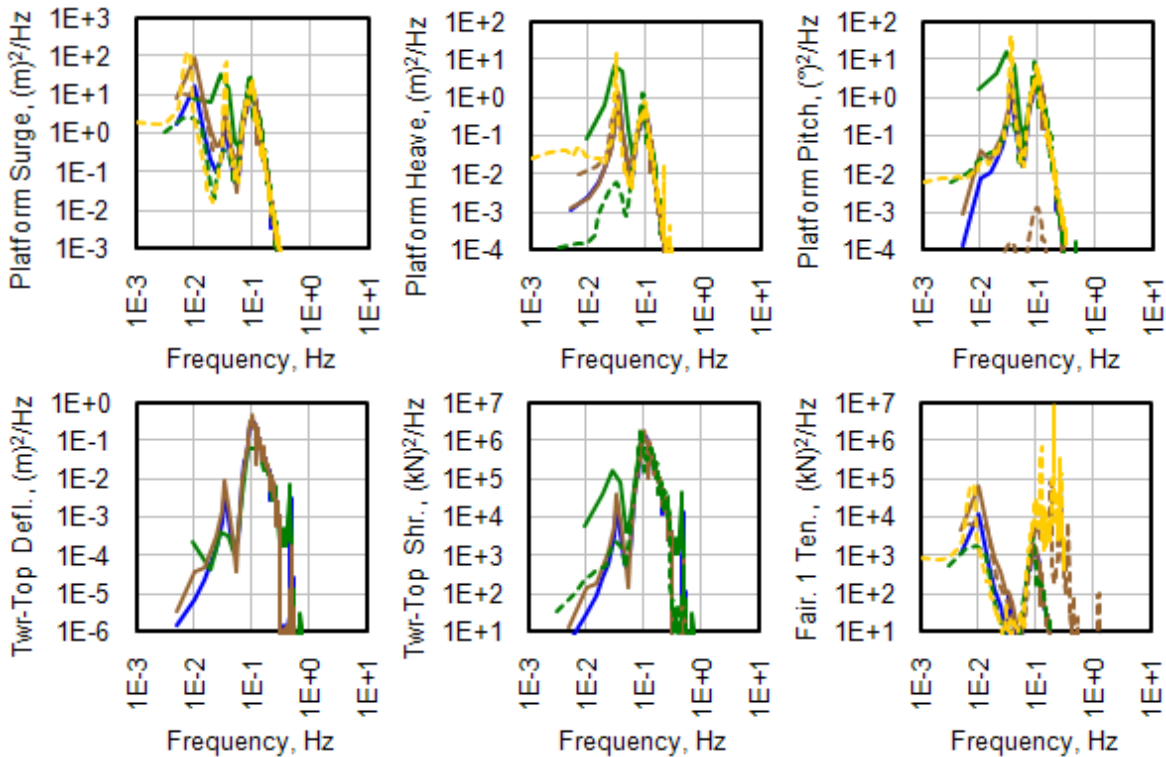 Platform Surge, (m)²/Hz
1E+3
1E+2
1E+1
1E+0
1E-1
1E-2
1E-3
1E-3
1E-2
1E-1
1E+0
1E+1
Frequency, Hz
Platform Heave, (m)²/Hz
1E+2
1E+1
1E+0
1E-1
1E-2
1E-3
1E-4
1E-3
1E-2
1E-1
1E+0
1E+1
Frequency, Hz
Platform Pitch, (°)²/Hz
1E+2
1E+1
1E+0
1E-1
1E-2
1E-3
1E-4
1E-3
1E-2
1E-1
1E+0
1E+1
Frequency, Hz
Twr-Top Defl., (m)²/Hz
1E+0
1E-1
1E-2
1E-3
1E-4
1E-5
1E-6
1E-3
1E-2
1E-1
1E+0
1E+1
Frequency, Hz
Twr-Top Shr., (kN)²/Hz
1E+7
1E+6
1E+5
1E+4
1E+3
1E+2
1E+1
1E-3
1E-2
1E-1
1E+0
1E+1
Frequency, Hz
Fair. 1 Ten., (kN)²/Hz
1E+7
1E+6
1E+5
1E+4
1E+3
1E+2
1E+1
1E-3
1E-2
1E-1
1E+0
1E+1
Frequency, Hz